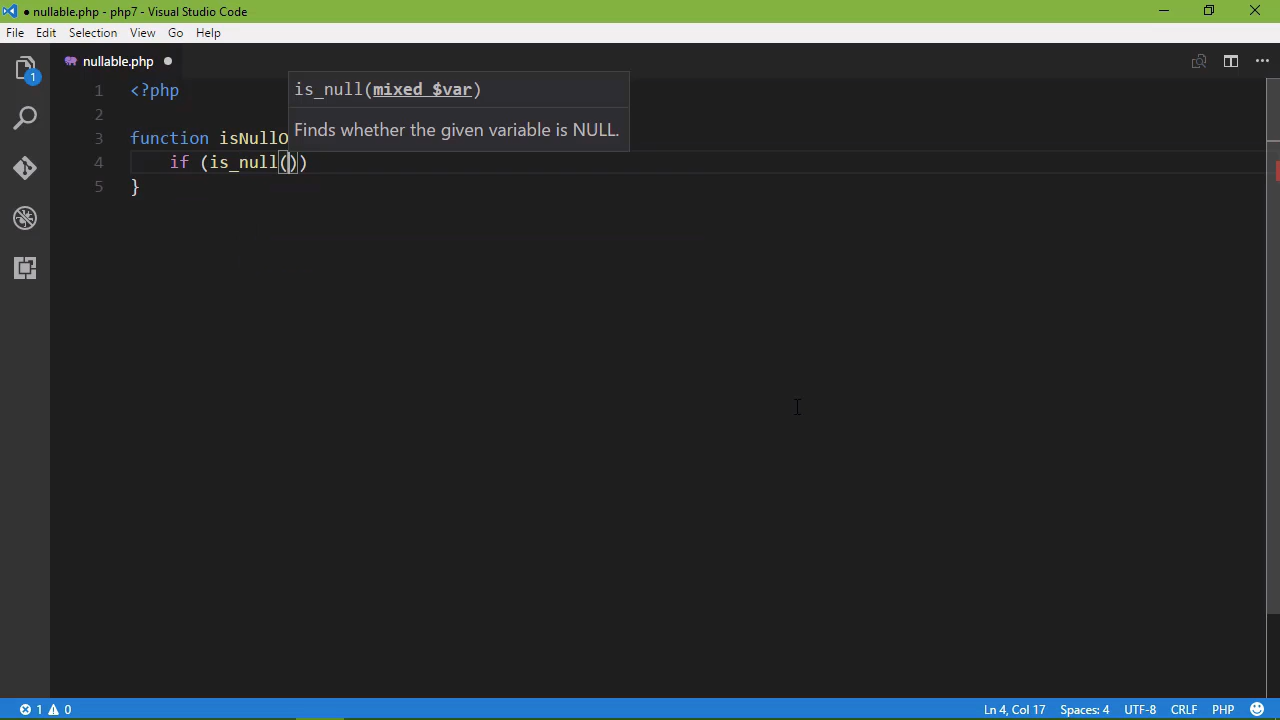 ● nullable.php - php7 - Visual Studio Code
File Edit Selection View Go Help
1
nullable.php ●
1 <?php
is_null(mixed $var)
2
Finds whether the given variable is NULL.
3 function isNullO
4 if (is_null())
5 }
1 0
Ln 4, Col 17 Spaces: 4 UTF-8 CRLF PHP